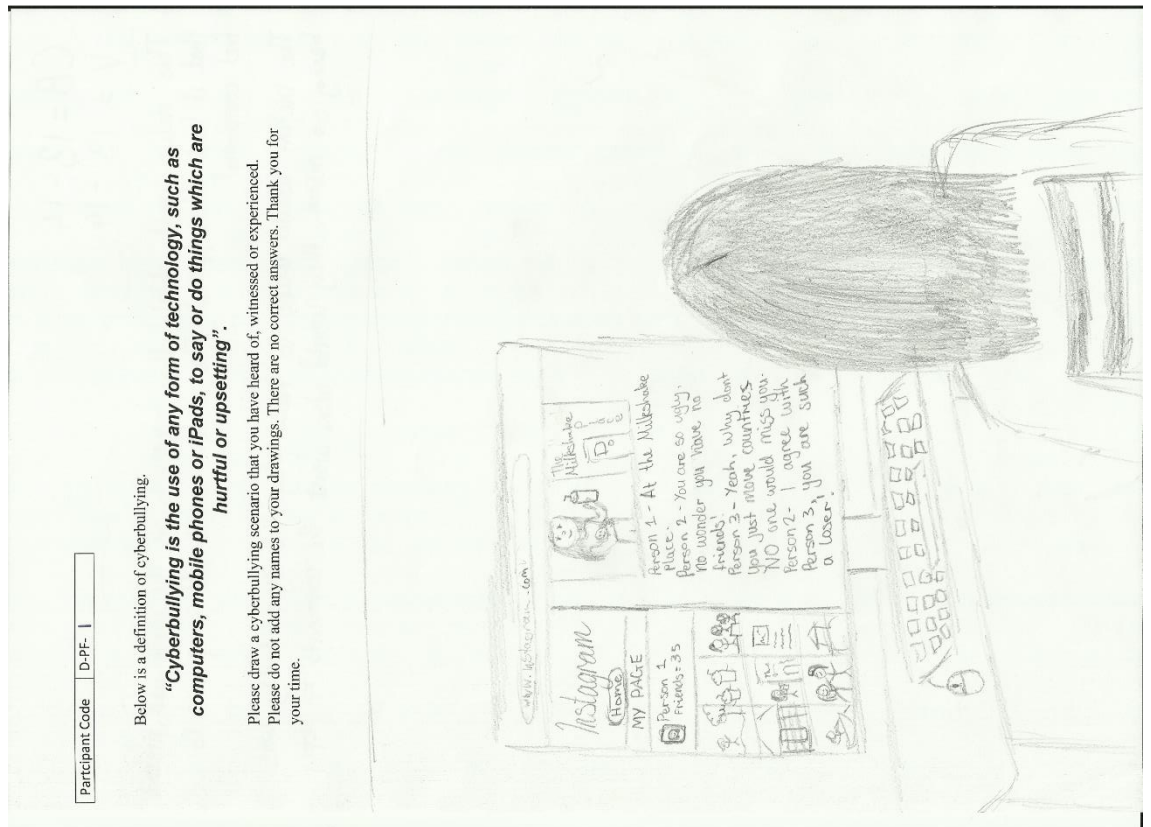 Partcipant Code D-PF- 1
Below is a definition of cyberbullying.
“Cyberbullying is the use of any form of technology, such as
computers, mobile phones or iPads, to say or do things which are
hurtful or upsetting”.
Please draw a cyberbullying scenario that you have heard of, witnessed or experienced.
Please do not add any names to your drawings. There are no correct answers. Thank you for
your time.
www.instagram.com
Instagram
Home
MY PAGE
Person 1
Friends = 35
The
Milkshake
Person 1 - At the Milkshake
place.
Person 2 - You are so ugly.
no wonder you have no
friends!
Person 3 - Yeah, why dont
you just move countries
NO one would miss you.
Person 2- I agree with
Person 3, you are such
a loser!